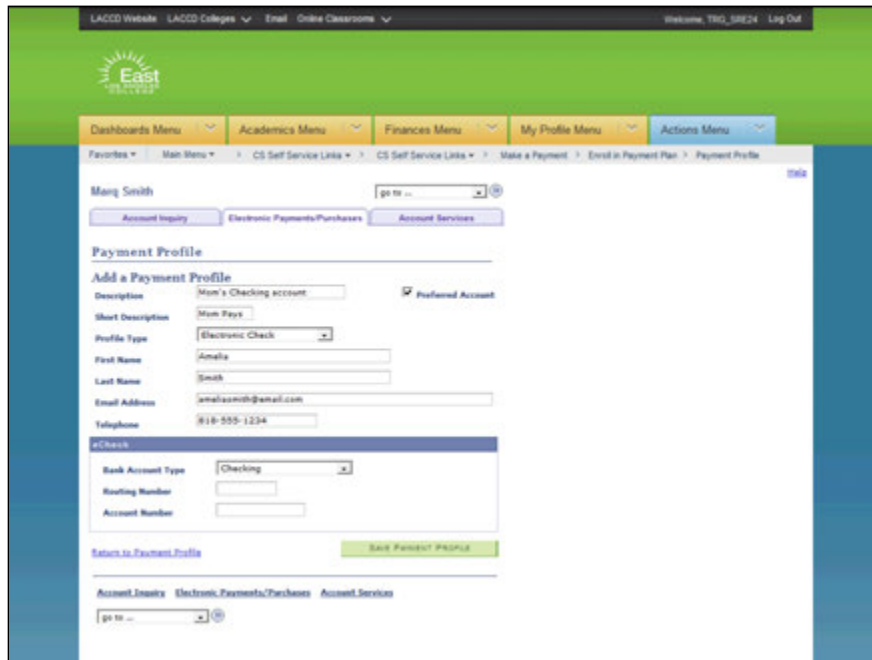 LACCD Website LACCD Colleges Email Online Classrooms Welcome, TRG_SRE24 Log Out
East
LOS ANGELES
COLLEGE
Dashboards Menu Academics Menu Finances Menu My Profile Menu Actions Menu
Favorites Main Menu > CS Self Service Links > CS Self Service Links > Make a Payment > Enroll in Payment Plan > Payment Profile
Help
Marq Smith go to ...
Account Inquiry Electronic Payments/Purchases Account Services
Payment Profile
Add a Payment Profile
Description Mom's Checking account Preferred Account
Short Description Mom Pays
Profile Type Electronic Check
First Name Amelia
Last Name Smith
Email Address ameliasmith@email.com
Telephone 818-555-1234
eCheck
Bank Account Type Checking
Routing Number
Account Number
Return to Payment Profile SAVE PAYMENT PROFILE
Account Inquiry Electronic Payments/Purchases Account Services
go to ...